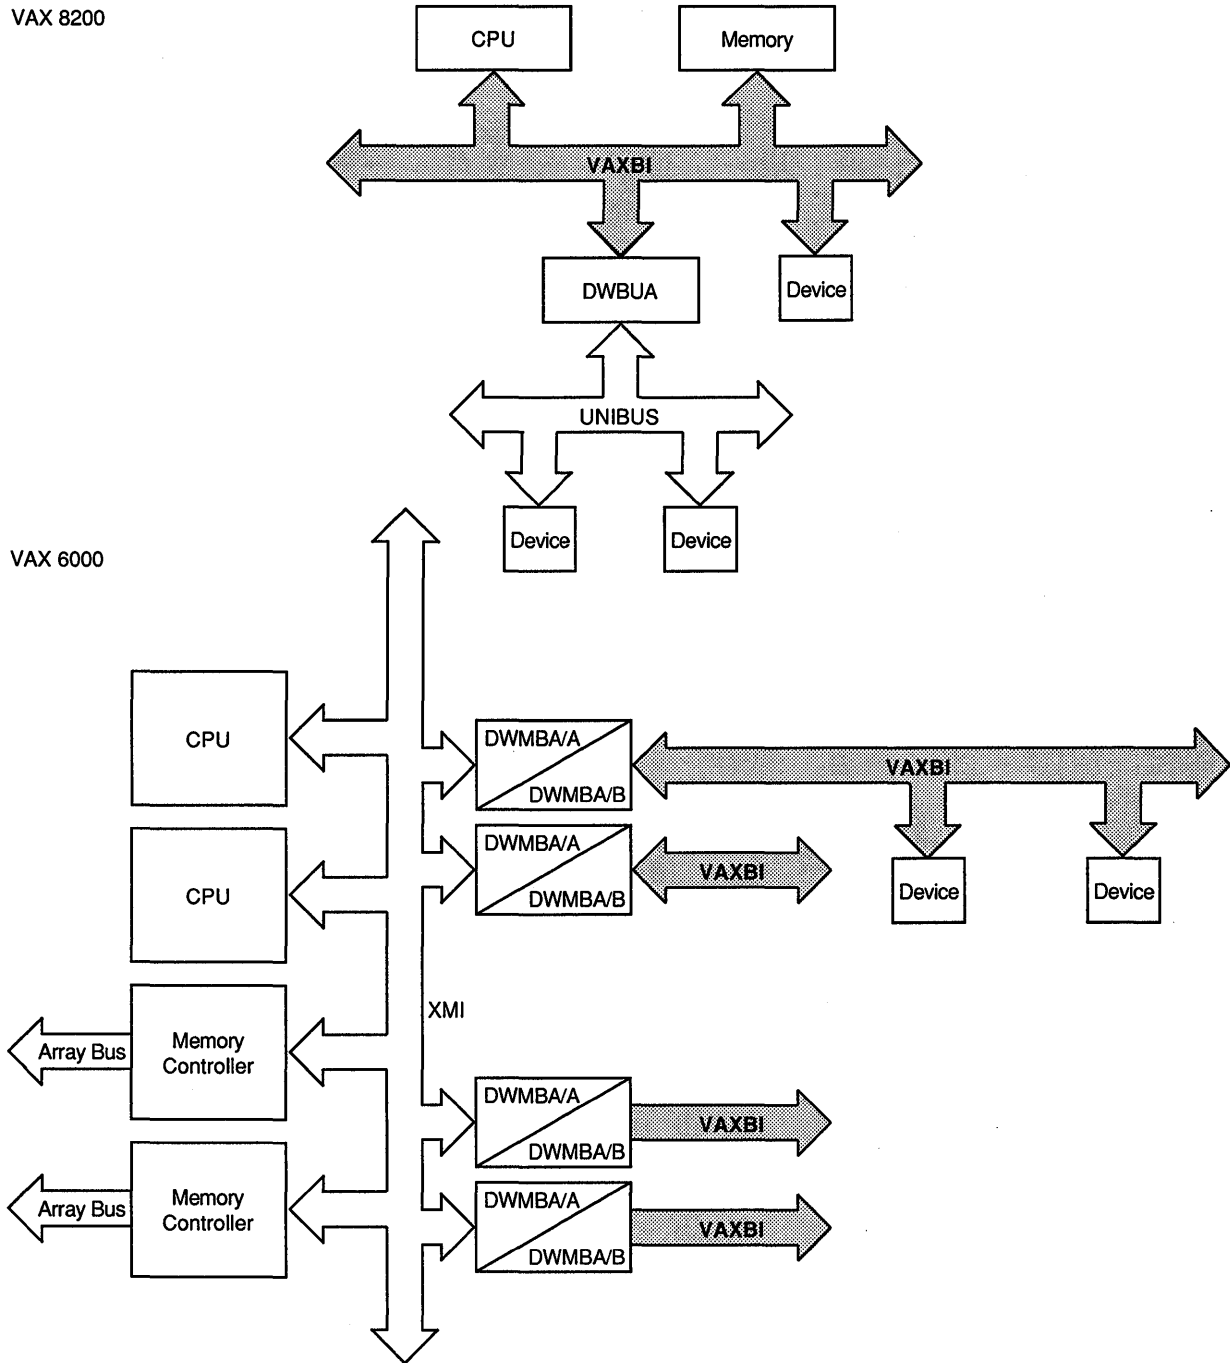 VAX 8200
CPU
Memory
VAXBI
DWBUA
Device
UNIBUS
Device
Device
VAX 6000
CPU
DWMBA/A
DWMBA/B
VAXBI
CPU
DWMBA/A
DWMBA/B
VAXBI
Device
Device
XMI
Array Bus
Memory
Controller
DWMBA/A
DWMBA/B
VAXBI
Array Bus
Memory
Controller
DWMBA/A
DWMBA/B
VAXBI